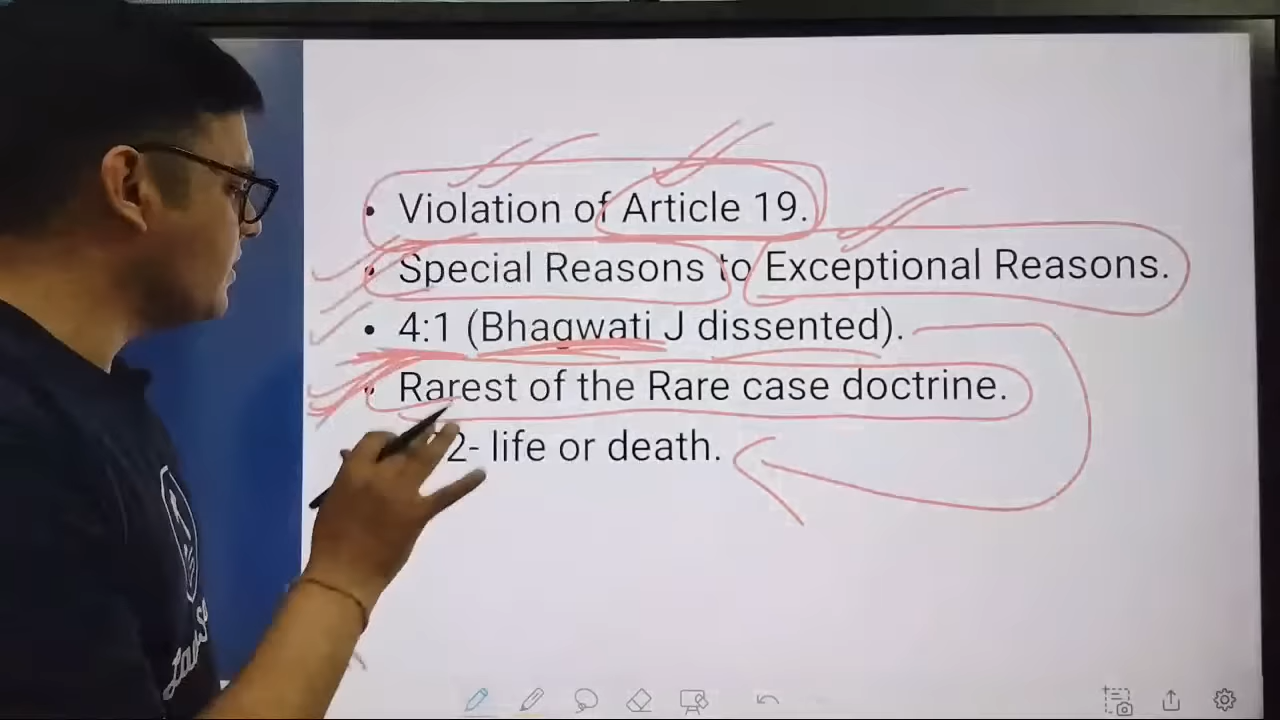 • Violation of Article 19.
• Special Reasons to Exceptional Reasons.
• 4:1 (Bhagwati J dissented).
• Rarest of the Rare case doctrine.
2- life or death.